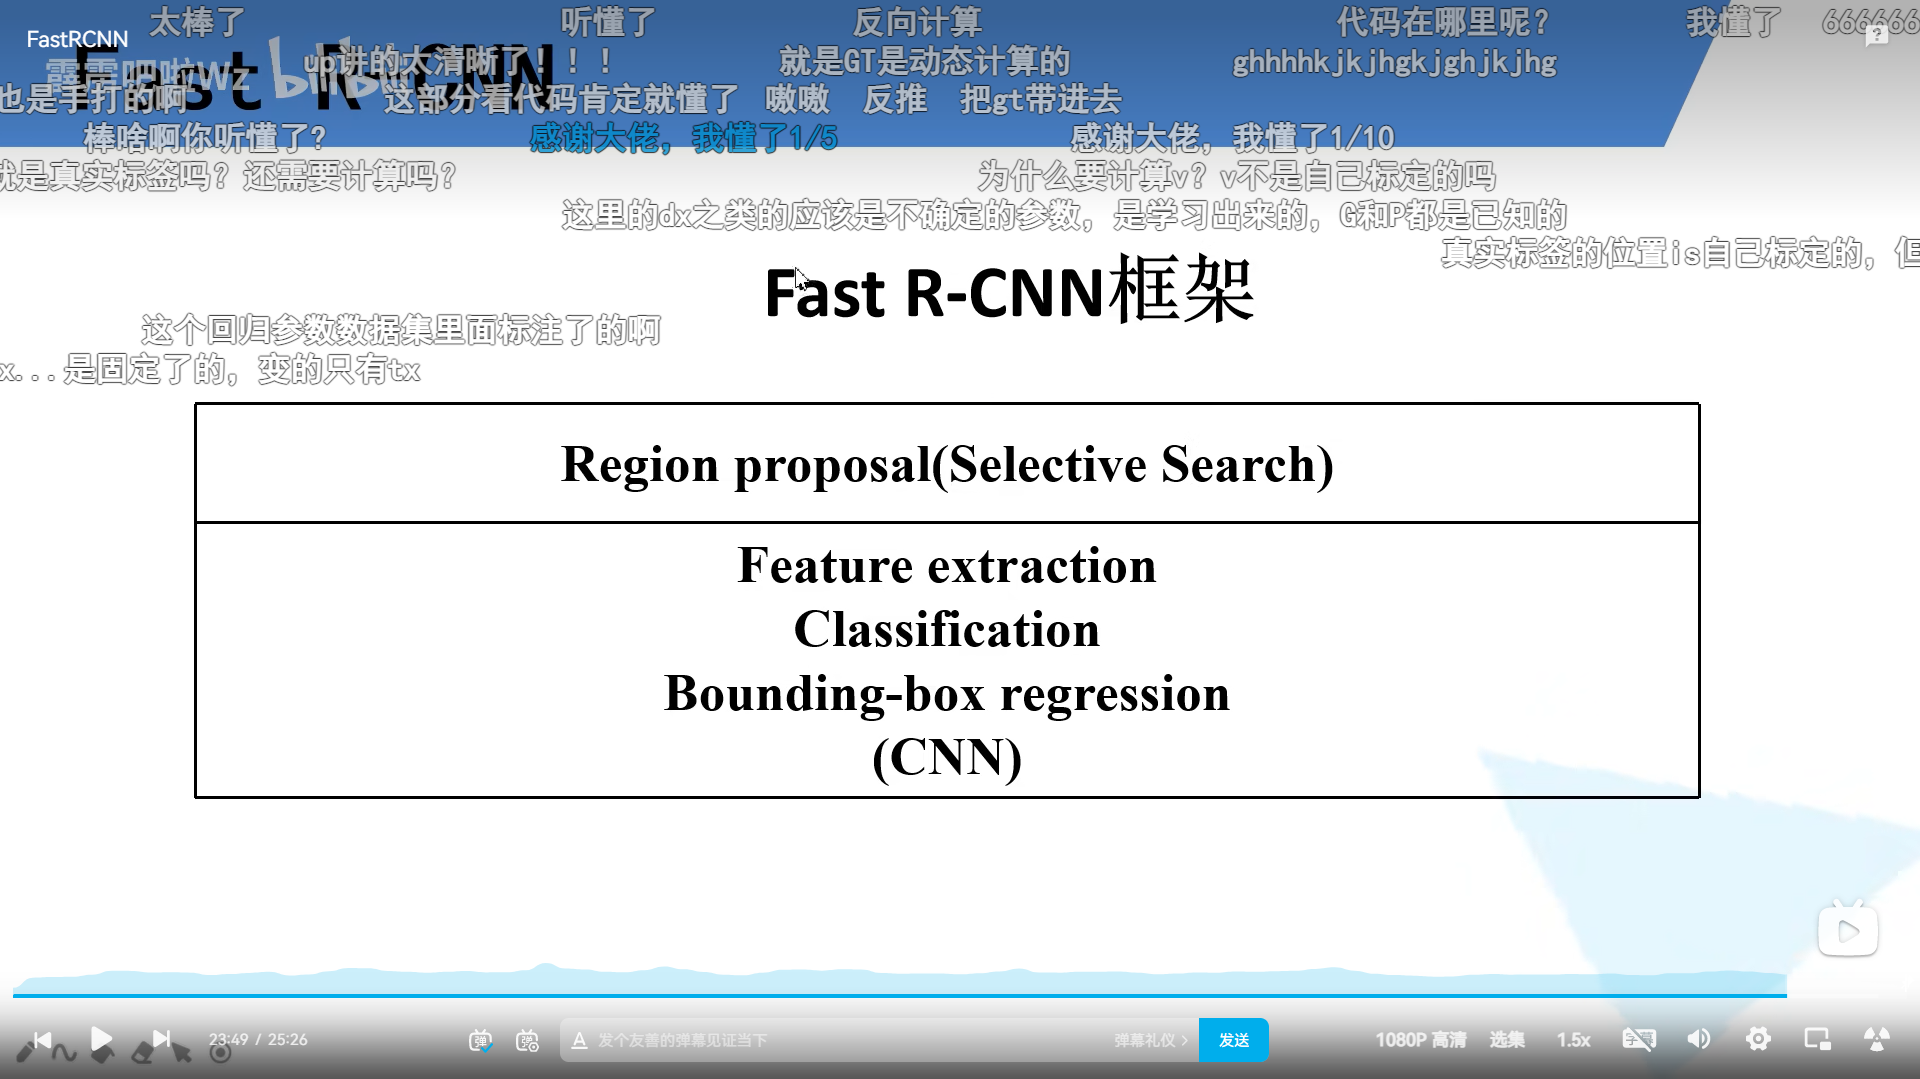 太棒了 听懂了 反向计算 代码在哪里呢? 我懂了 666666
FastRCNN
Fast R-CNN
霹雳吧啦Wz bilibili
up讲的太清晰了!!! 就是GT是动态计算的 ghhhhkjkjhgkjghjkjhg
也是手打的啊 这部分看代码肯定就懂了 嗷嗷 反推 把gt带进去
棒啥啊你听懂了? 感谢大佬, 我懂了1/5 感谢大佬, 我懂了1/10
就是真实标签吗? 还需要计算吗? 为什么要计算v? v不是自己标定的吗
这里的dx之类的应该是不确定的参数, 是学习出来的, G和P都是已知的
真实标签的位置is自己标定的, 但
Fast R-CNN框架
这个回归参数数据集里面标注了的啊
x...是固定了的, 变的只有tx
Region proposal(Selective Search)
Feature extraction
Classification
Bounding-box regression
(CNN)
23:49 / 25:26 弹 弹 A 发个友善的弹幕见证当下 弹幕礼仪 > 发送 1080P 高清 选集 1.5x 字幕